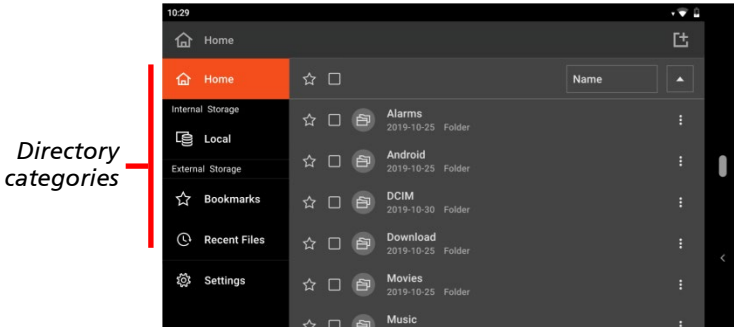 10:29
Home
Home
Name
Internal Storage
Local
External Storage
Bookmarks
Recent Files
Settings
Alarms
2019-10-25 Folder
Android
2019-10-25 Folder
DCIM
2019-10-30 Folder
Download
2019-10-25 Folder
Movies
2019-10-25 Folder
Music
Directory
categories